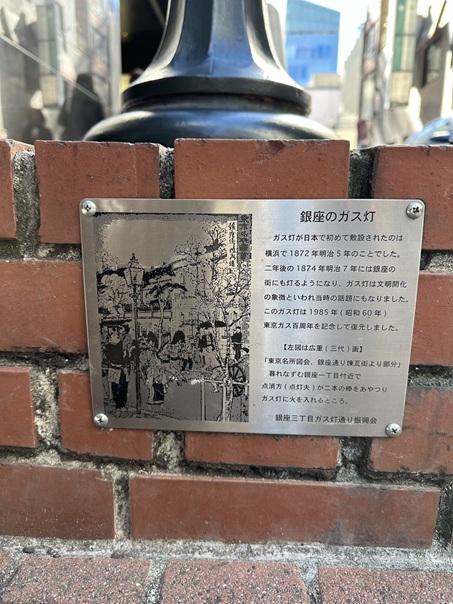 銀座のガス灯
ガス灯が日本で初めて敷設されたのは
横浜で1872年明治5年のことでした。
二年後の1874年明治7年には銀座の
街にも灯るようになり、ガス灯は文明開化
の象徴といわれ当時の話題にもなりました。
このガス灯は1985年(昭和60年)
東京ガス百周年を記念して復元しました。
【左図は広重(三代)画】
「東京名所図会、銀座通り煉瓦街より部分」
暮れなずむ銀座一丁目付近で
点消方(点灯夫)が二本の棒をあやつり
ガス灯に火を入れるところ。
銀座三丁目ガス灯通り振興会